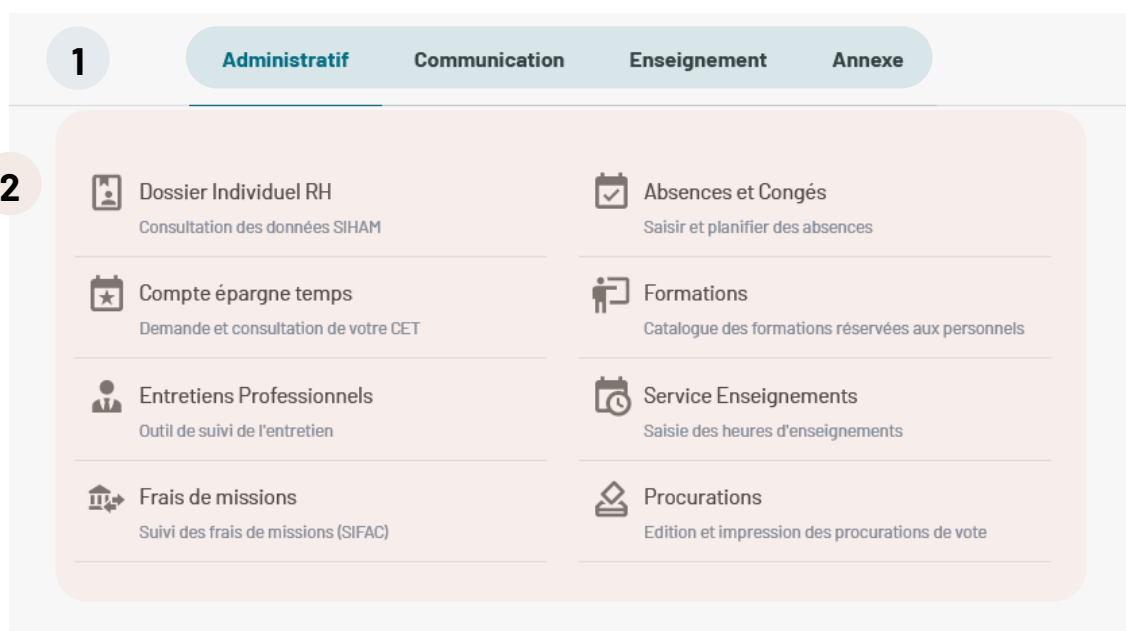 1
Administratif Communication Enseignement Annexe
2
Dossier Individuel RH
Consultation des données SIHAM
Absences et Congés
Saisir et planifier des absences
Compte épargne temps
Demande et consultation de votre CET
Formations
Catalogue des formations réservées aux personnels
Entretiens Professionnels
Outil de suivi de l'entretien
Service Enseignements
Saisie des heures d'enseignements
Frais de missions
Suivi des frais de missions (SIFAC)
Procurations
Edition et impression des procurations de vote